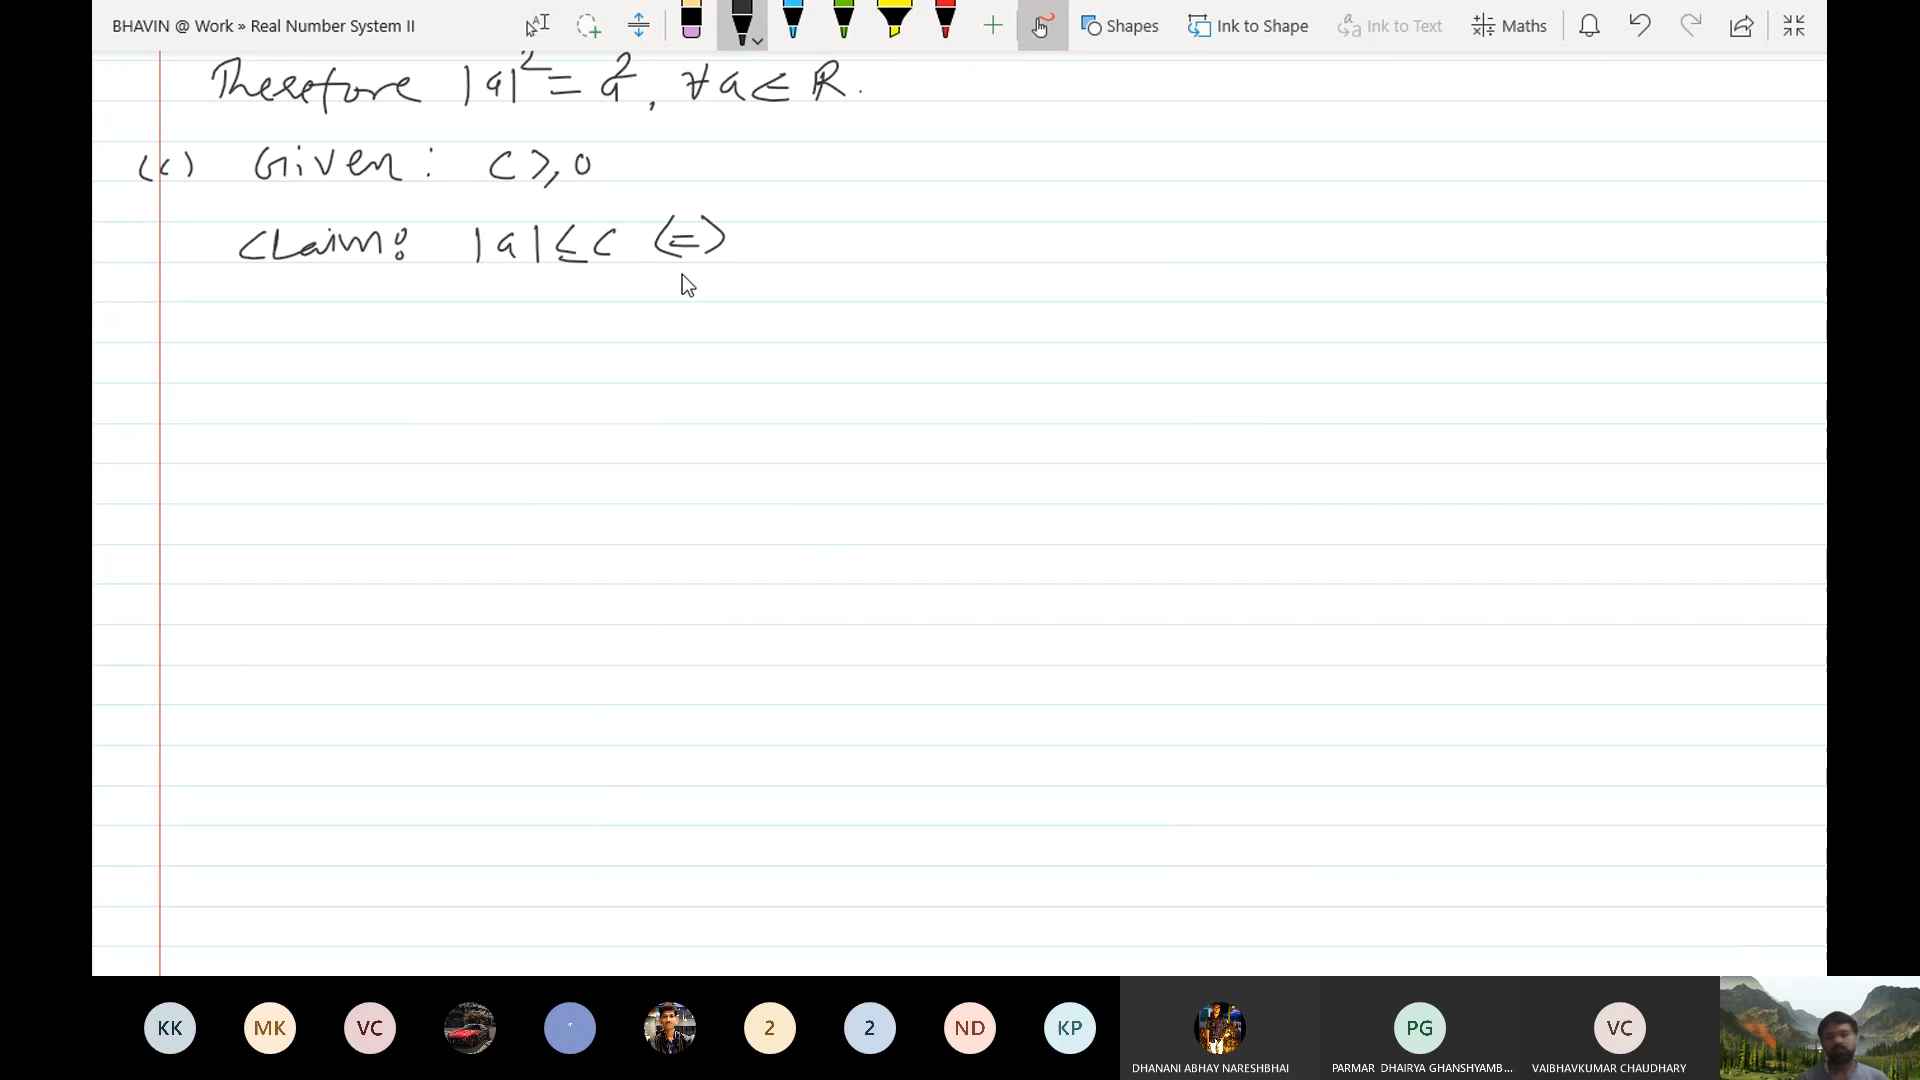 BHAVIN @ Work » Real Number System II
Shapes
Ink to Shape
Ink to Text
Maths
Therefore |a|² = a², ∀a∈ℝ.
(c) Given: c ≥ 0
Claim: |a| ≤ c ⇔
KK
MK
VC
2
2
ND
KP
PG
VC
DHANANI ABHAY NARESHBHAI
PARMAR DHAIRYA GHANSHYAMB...
VAIBHAVKUMAR CHAUDHARY